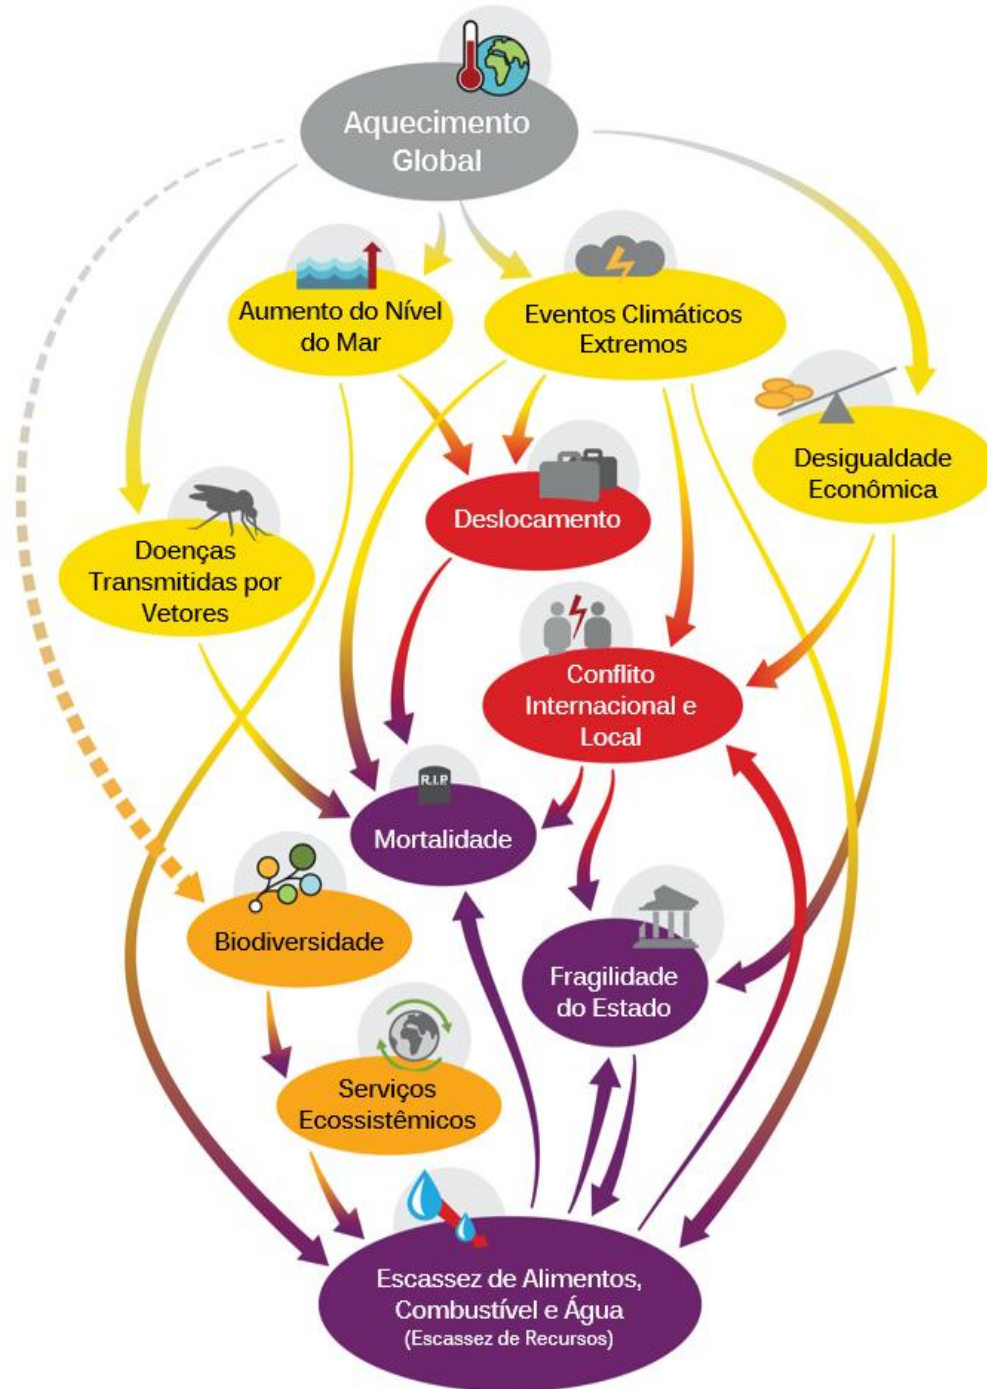 Aquecimento
Global
Aumento do Nível
do Mar
Eventos Climáticos
Extremos
Desigualdade
Econômica
Deslocamento
Doenças
Transmitidas por
Vetores
Conflito
Internacional e
Local
R.I.P.
Mortalidade
Biodiversidade
Fragilidade
do Estado
Serviços
Ecossistêmicos
Escassez de Alimentos,
Combustível e Água
(Escassez de Recursos)